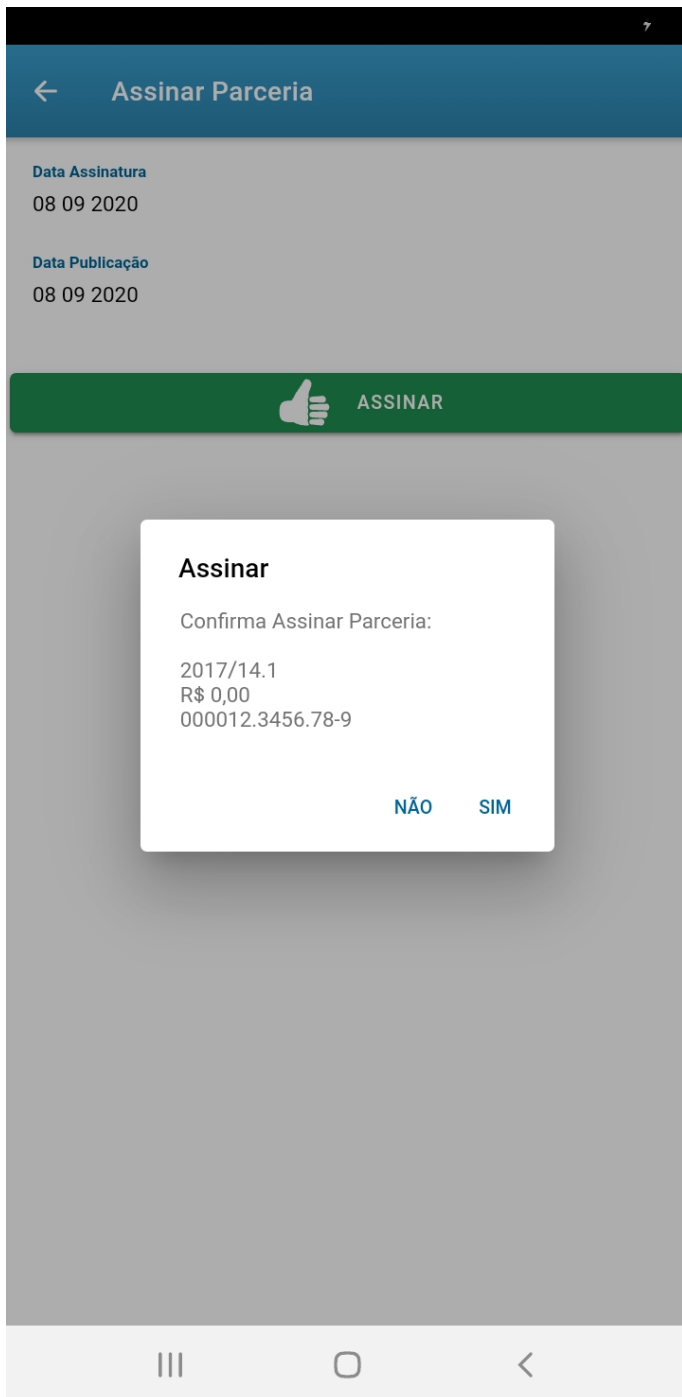 Assinar Parceria
Data Assinatura
08 09 2020
Data Publicação
08 09 2020
ASSINAR
Assinar
Confirma Assinar Parceria:
2017/14.1
R$ 0,00
000012.3456.78-9
NÃO SIM